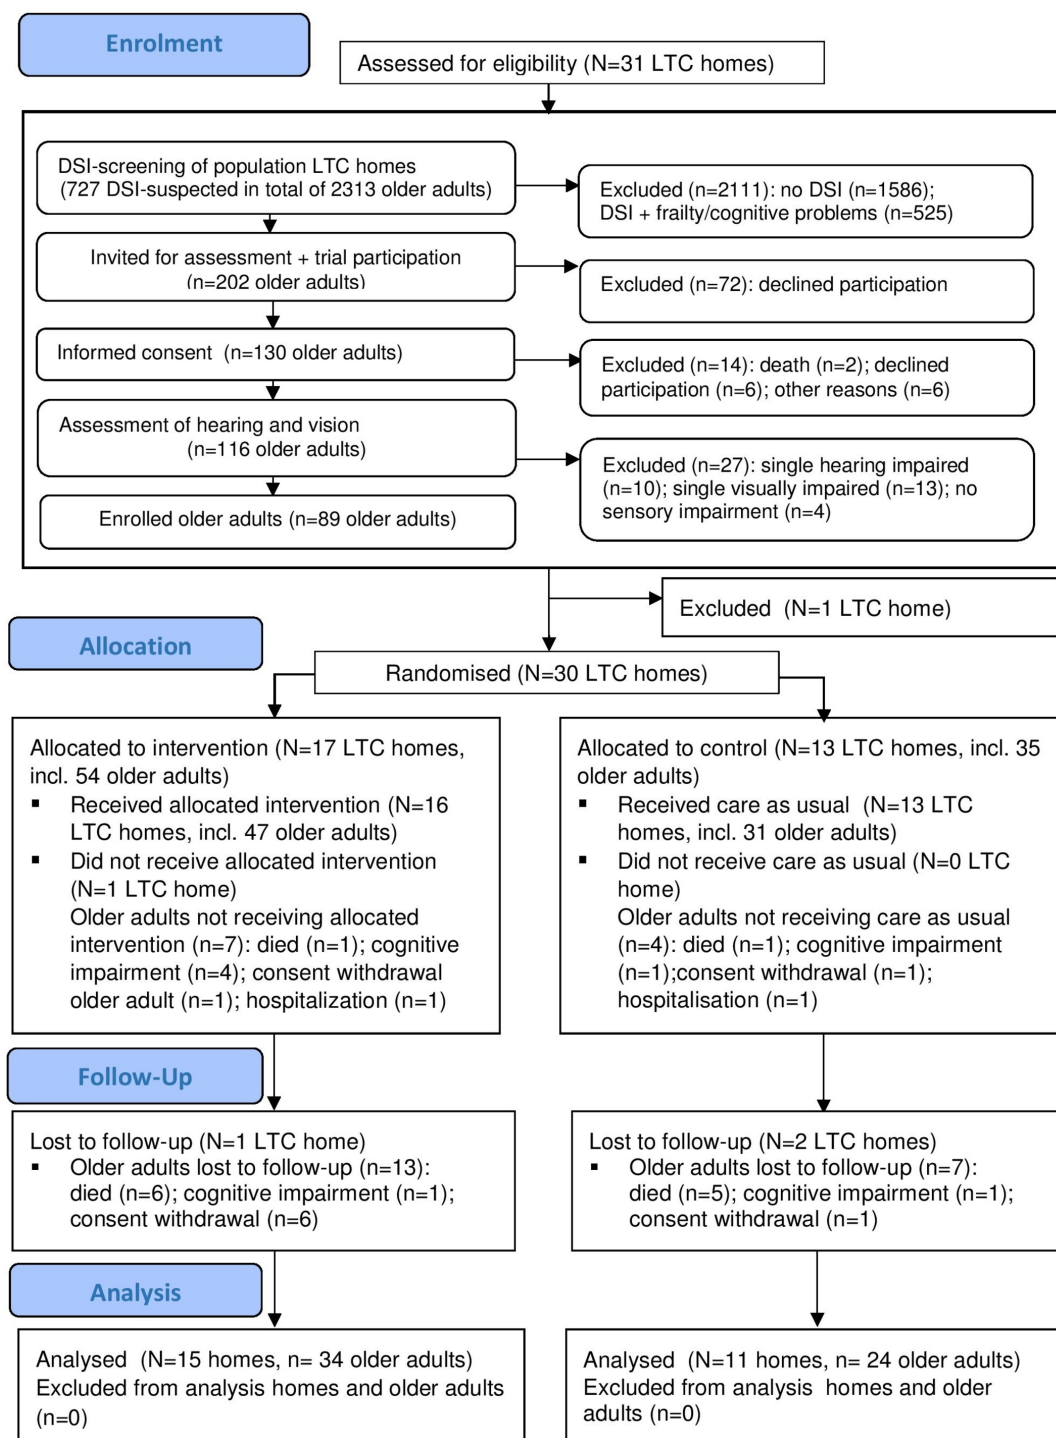 Enrolment
Assessed for eligibility (N=31 LTC homes)
DSI-screening of population LTC homes
(727 DSI-suspected in total of 2313 older adults)
Excluded (n=2111): no DSI (n=1586);
DSI + frailty/cognitive problems (n=525)
Invited for assessment + trial participation
(n=202 older adults)
Excluded (n=72): declined participation
Informed consent (n=130 older adults)
Excluded (n=14): death (n=2); declined
participation (n=6); other reasons (n=6)
Assessment of hearing and vision
(n=116 older adults)
Excluded (n=27): single hearing impaired
(n=10); single visually impaired (n=13); no
sensory impairment (n=4)
Enrolled older adults (n=89 older adults)
Excluded (N=1 LTC home)
Allocation
Randomised (N=30 LTC homes)
Allocated to intervention (N=17 LTC homes,
incl. 54 older adults)
▪ Received allocated intervention (N=16
LTC homes, incl. 47 older adults)
▪ Did not receive allocated intervention
(N=1 LTC home)
Older adults not receiving allocated
intervention (n=7): died (n=1); cognitive
impairment (n=4); consent withdrawal
older adult (n=1); hospitalization (n=1)
Allocated to control (N=13 LTC homes, incl. 35
older adults)
▪ Received care as usual (N=13 LTC
homes, incl. 31 older adults)
▪ Did not receive care as usual (N=0 LTC
home)
Older adults not receiving care as usual
(n=4): died (n=1); cognitive impairment
(n=1);consent withdrawal (n=1);
hospitalisation (n=1)
Follow-Up
Lost to follow-up (N=1 LTC home)
▪ Older adults lost to follow-up (n=13):
died (n=6); cognitive impairment (n=1);
consent withdrawal (n=6)
Lost to follow-up (N=2 LTC homes)
▪ Older adults lost to follow-up (n=7):
died (n=5); cognitive impairment (n=1);
consent withdrawal (n=1)
Analysis
Analysed (N=15 homes, n= 34 older adults)
Excluded from analysis homes and older adults
(n=0)
Analysed (N=11 homes, n= 24 older adults)
Excluded from analysis homes and older
adults (n=0)